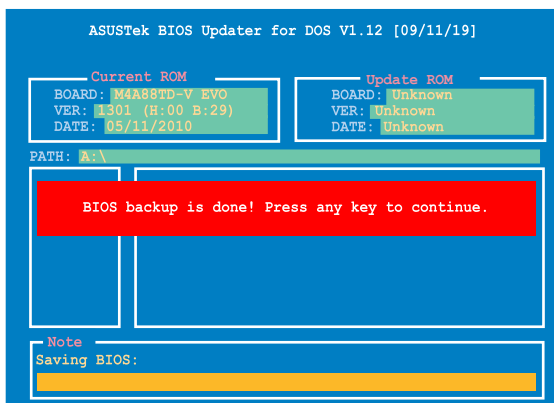 ASUSTek BIOS Updater for DOS V1.12 [09/11/19]
Current ROM
BOARD: M4A88TD-V EVO
VER: 1301 (H:00 B:29)
DATE: 05/11/2010
Update ROM
BOARD: Unknown
VER: Unknown
DATE: Unknown
PATH: A:\
BIOS backup is done! Press any key to continue.
Note
Saving BIOS: